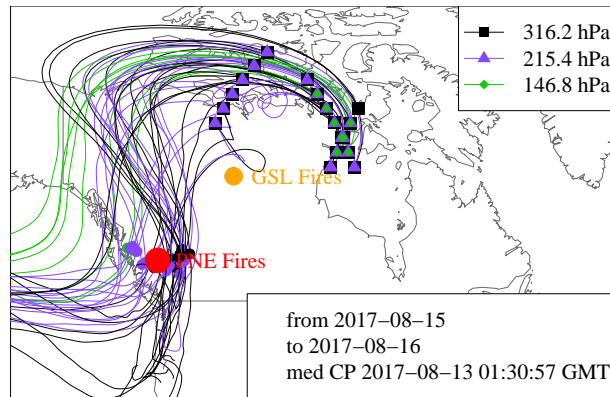 316.2 hPa
215.4 hPa
146.8 hPa
GSL Fires
PNE Fires
from 2017−08−15
to 2017−08−16
med CP 2017−08−13 01:30:57 GMT